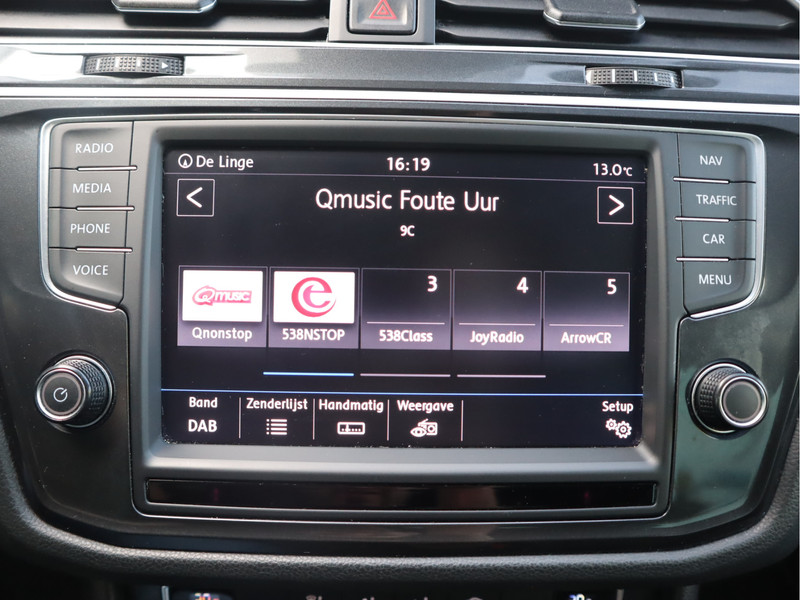 RADIO
MEDIA
PHONE
VOICE
De Linge 16:19 13.0°C
< Qmusic Foute Uur >
9C
Qmusic 3 4 5
Qnonstop 538NSTOP 538Class JoyRadio ArrowCR
Band Zenderlijst Handmatig Weergave Setup
DAB
NAV
TRAFFIC
CAR
MENU